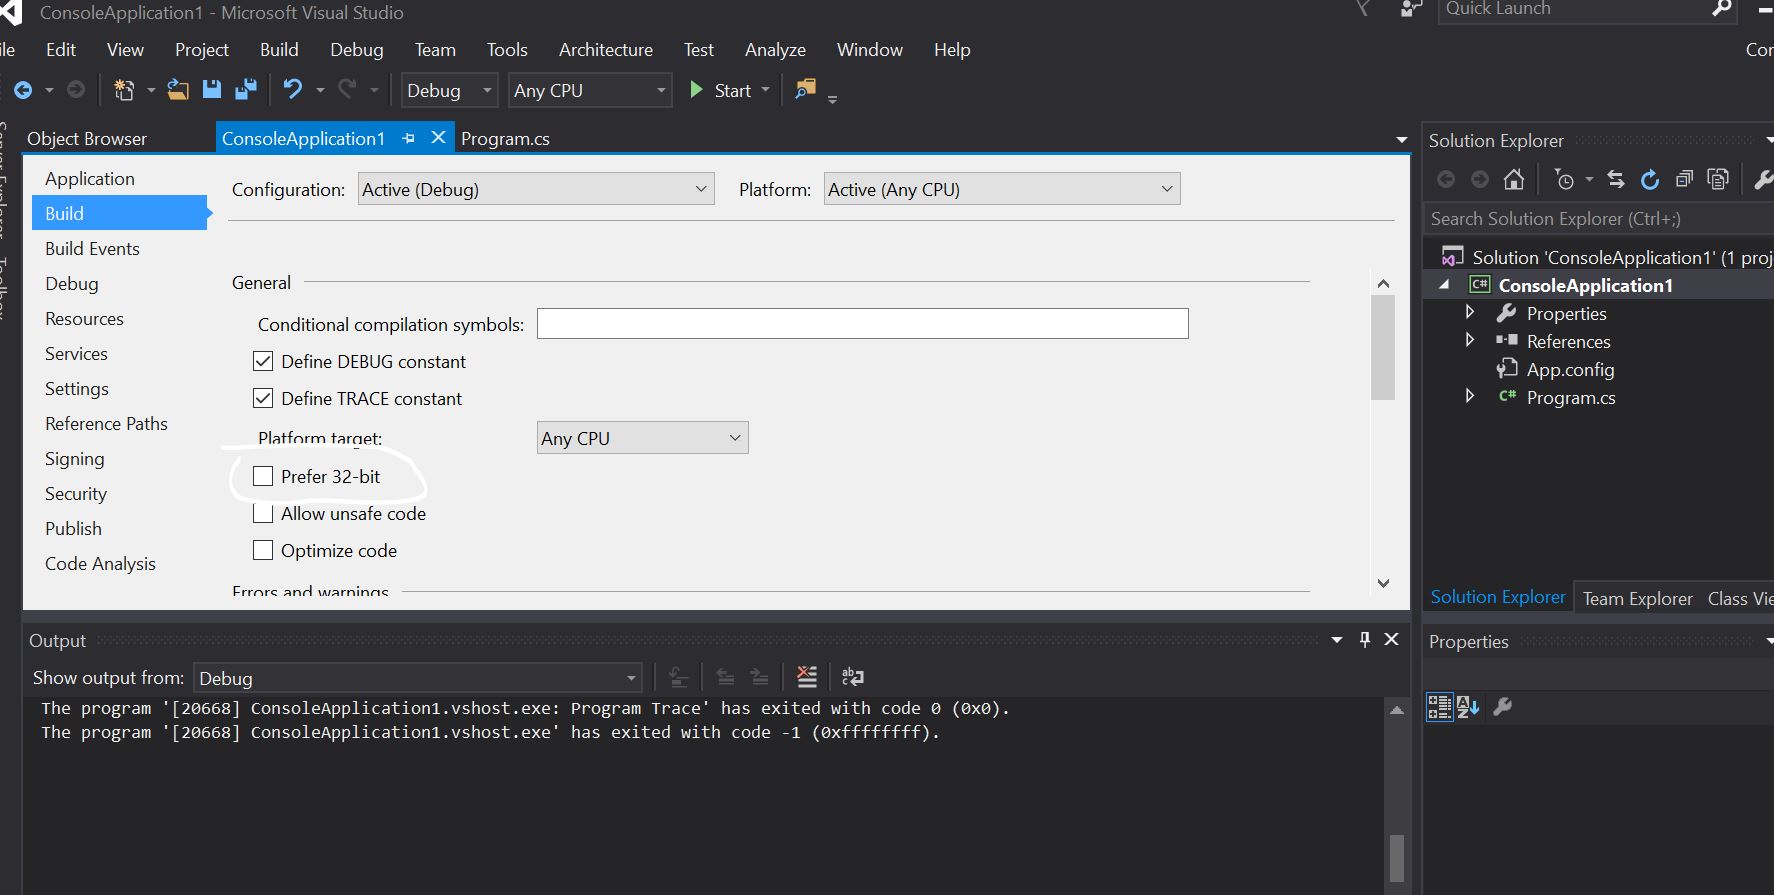 ConsoleApplication1 - Microsoft Visual Studio
Quick Launch
Edit View Project Build Debug Team Tools Architecture Test Analyze Window Help
Debug Any CPU Start
Object Browser ConsoleApplication1 Program.cs
Application
Build
Build Events
Debug
Resources
Services
Settings
Reference Paths
Signing
Security
Publish
Code Analysis
Configuration: Active (Debug) Platform: Active (Any CPU)
General
Conditional compilation symbols:
Define DEBUG constant
Define TRACE constant
Platform target: Any CPU
Prefer 32-bit
Allow unsafe code
Optimize code
Errors and warnings
Output
Show output from: Debug
The program '[20668] ConsoleApplication1.vshost.exe: Program Trace' has exited with code 0 (0x0).
The program '[20668] ConsoleApplication1.vshost.exe' has exited with code -1 (0xffffffff).
Solution Explorer
Search Solution Explorer (Ctrl+;)
Solution 'ConsoleApplication1' (1 proj
C# ConsoleApplication1
Properties
References
App.config
C# Program.cs
Solution Explorer Team Explorer Class Vie
Properties